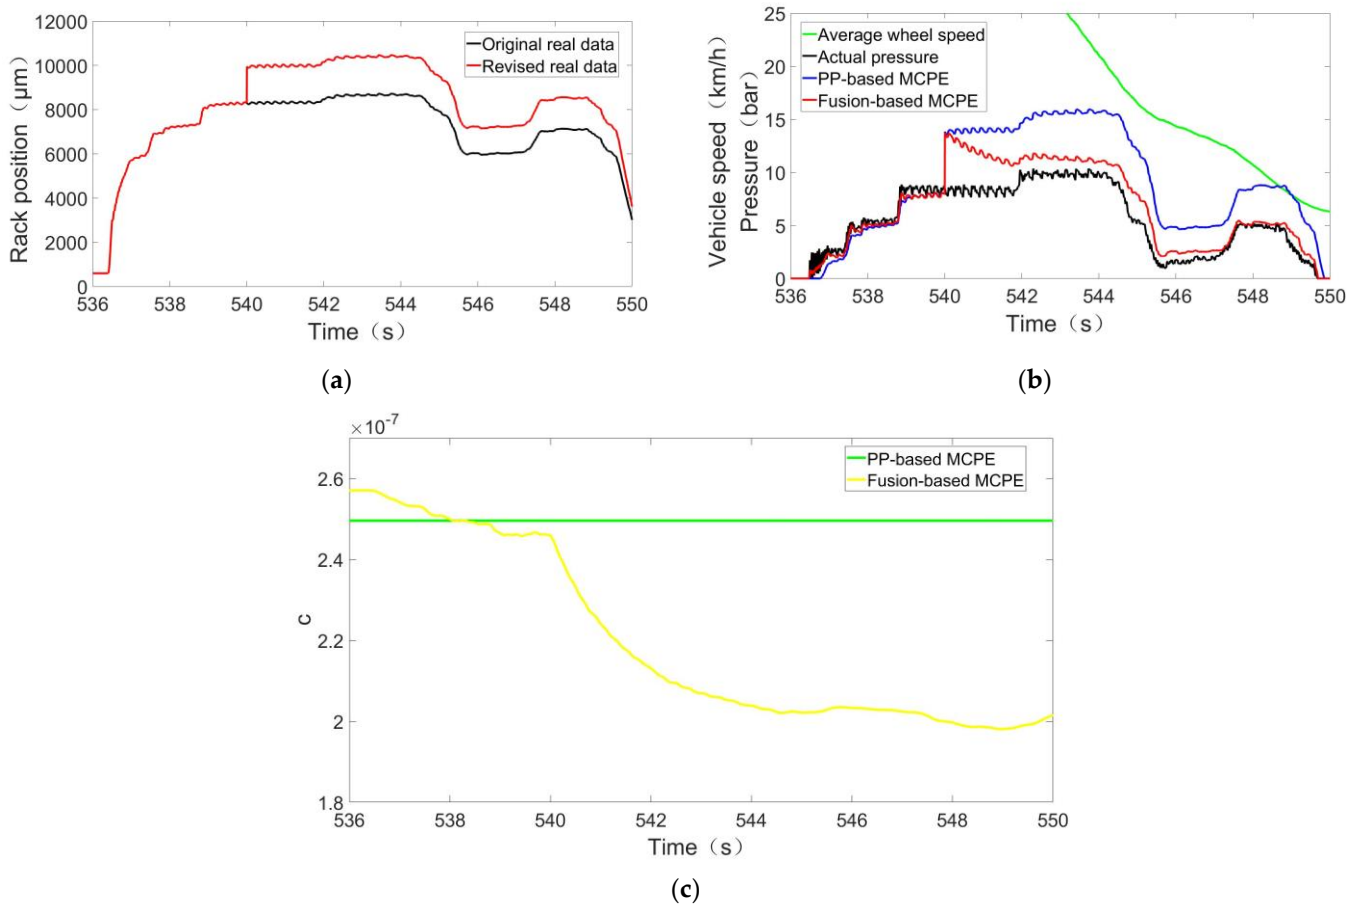 12000
10000
8000
6000
4000
2000
0
Rack position（μm）
Original real data
Revised real data
536 538 540 542 544 546 548 550
Time（s）
(a)
25
20
15
10
5
0
Vehicle speed（km/h）
Pressure（bar）
Average wheel speed
Actual pressure
PP-based MCPE
Fusion-based MCPE
536 538 540 542 544 546 548 550
Time（s）
(b)
×10⁻⁷
2.6
2.4
2.2
2
1.8
c
PP-based MCPE
Fusion-based MCPE
536 538 540 542 544 546 548 550
Time（s）
(c)